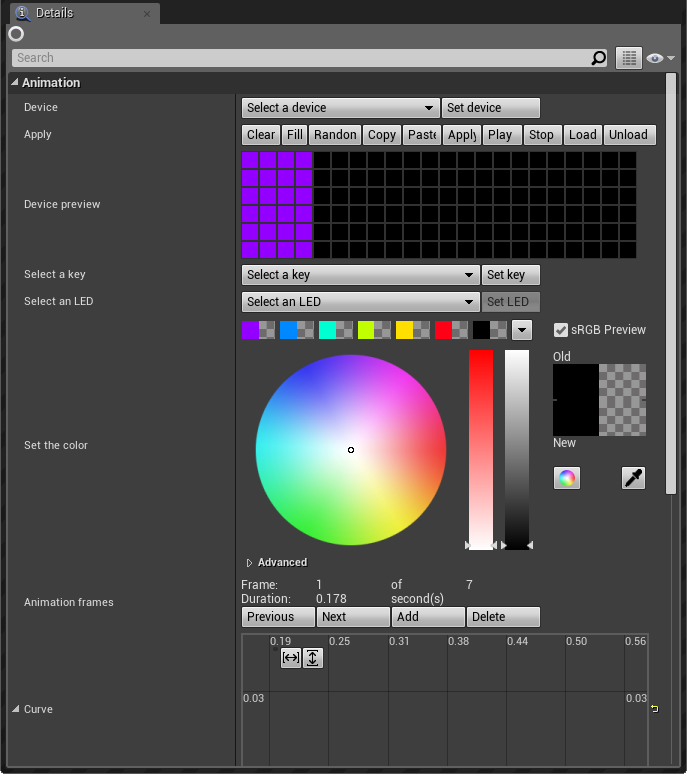 Details
Search
Animation
Device
Select a device
Set device
Apply
Clear
Fill
Randon
Copy
Paste
Apply
Play
Stop
Load
Unload
Device preview
Select a key
Select a key
Set key
Select an LED
Select an LED
Set LED
sRGB Preview
Old
New
Set the color
Advanced
Animation frames
Frame: 1 of 7
Duration: 0.178 second(s)
Previous
Next
Add
Delete
0.19 0.25 0.31 0.38 0.44 0.50 0.56
0.03 0.03
Curve